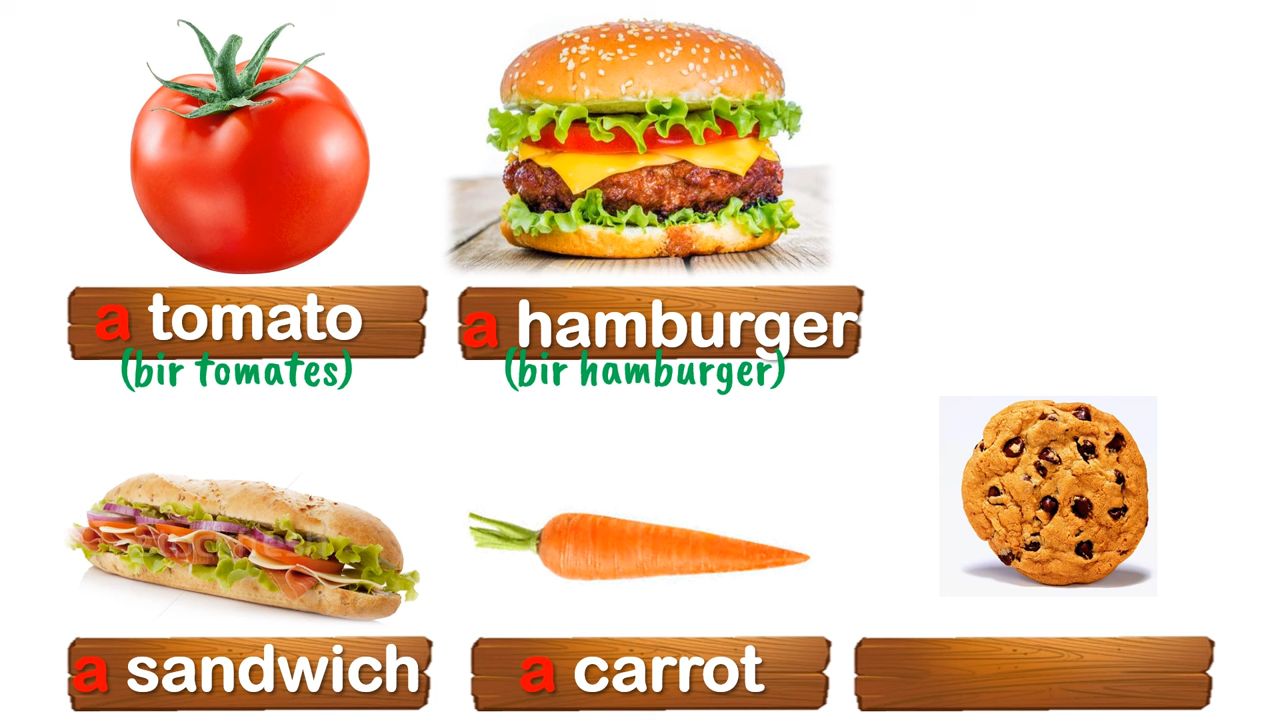 a tomato
(bir tomates)
a hamburger
(bir hamburger)
a sandwich
a carrot